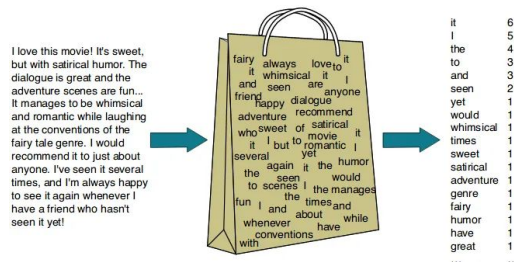 I love this movie! It's sweet,
but with satirical humor. The
dialogue is great and the
adventure scenes are fun...
It manages to be whimsical
and romantic while laughing
at the conventions of the
fairy tale genre. I would
recommend it to just about
anyone. I've seen it several
times, and I'm always happy
to see it again whenever I
have a friend who hasn't
seen it yet!
fairy always love to it
it whimsical it I
and seen are anyone
friend happy dialogue
adventure recommend
who sweet of satirical it
it I but to romantic movie I
several yet
again it the humor
the seen would
to scenes I the manages
the times
fun I and and
about while
whenever have
conventions
with
it 6
I 5
the 4
to 3
and 3
seen 2
yet 1
would 1
whimsical 1
times 1
sweet 1
satirical 1
adventure 1
genre 1
fairy 1
humor 1
have 1
great 1